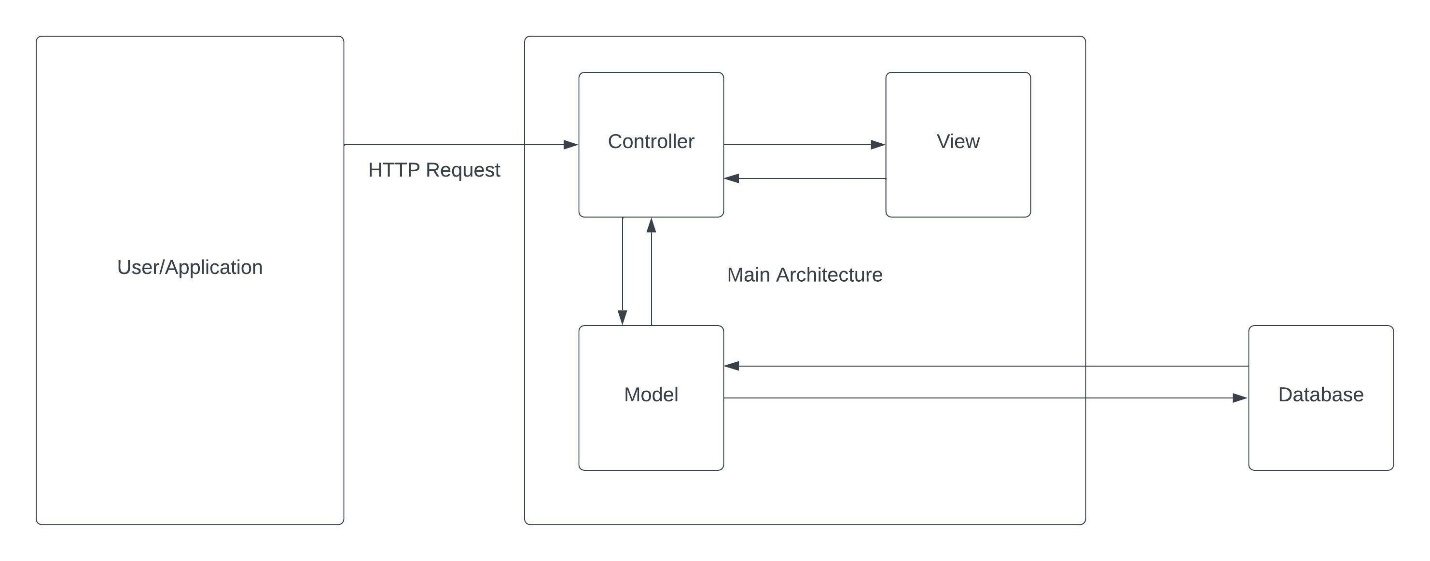 Controller
View
HTTP Request
User/Application
Main Architecture
Model
Database